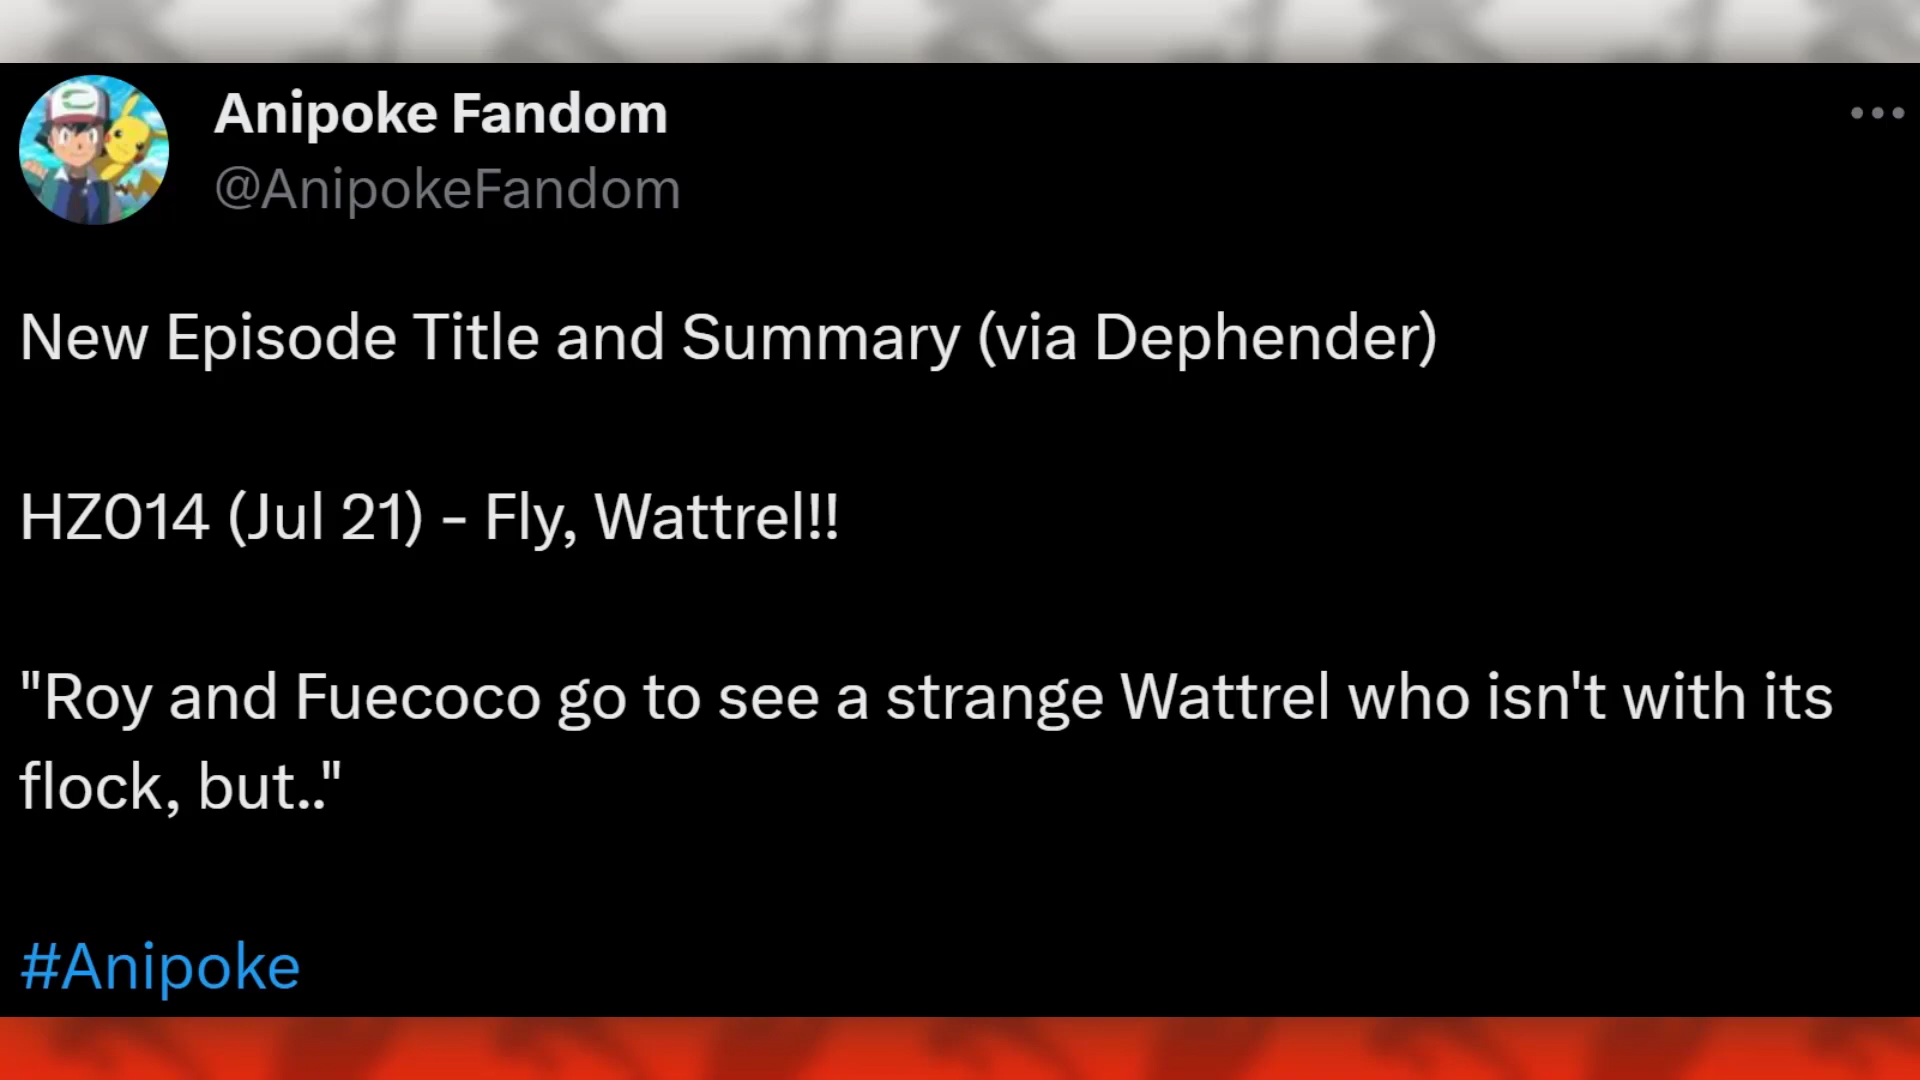 Anipoke Fandom
@AnipokeFandom
New Episode Title and Summary (via Dephender)
HZ014 (Jul 21) - Fly, Wattrel!!
"Roy and Fuecoco go to see a strange Wattrel who isn't with its
flock, but.."
#Anipoke